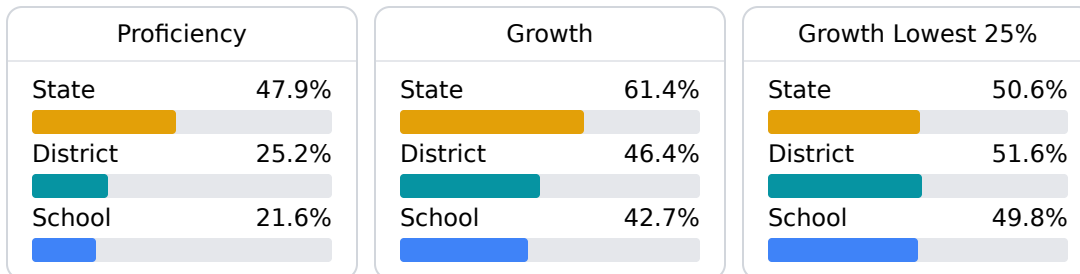 Proficiency
State 47.9%
District 25.2%
School 21.6%
Growth
State 61.4%
District 46.4%
School 42.7%
Growth Lowest 25%
State 50.6%
District 51.6%
School 49.8%